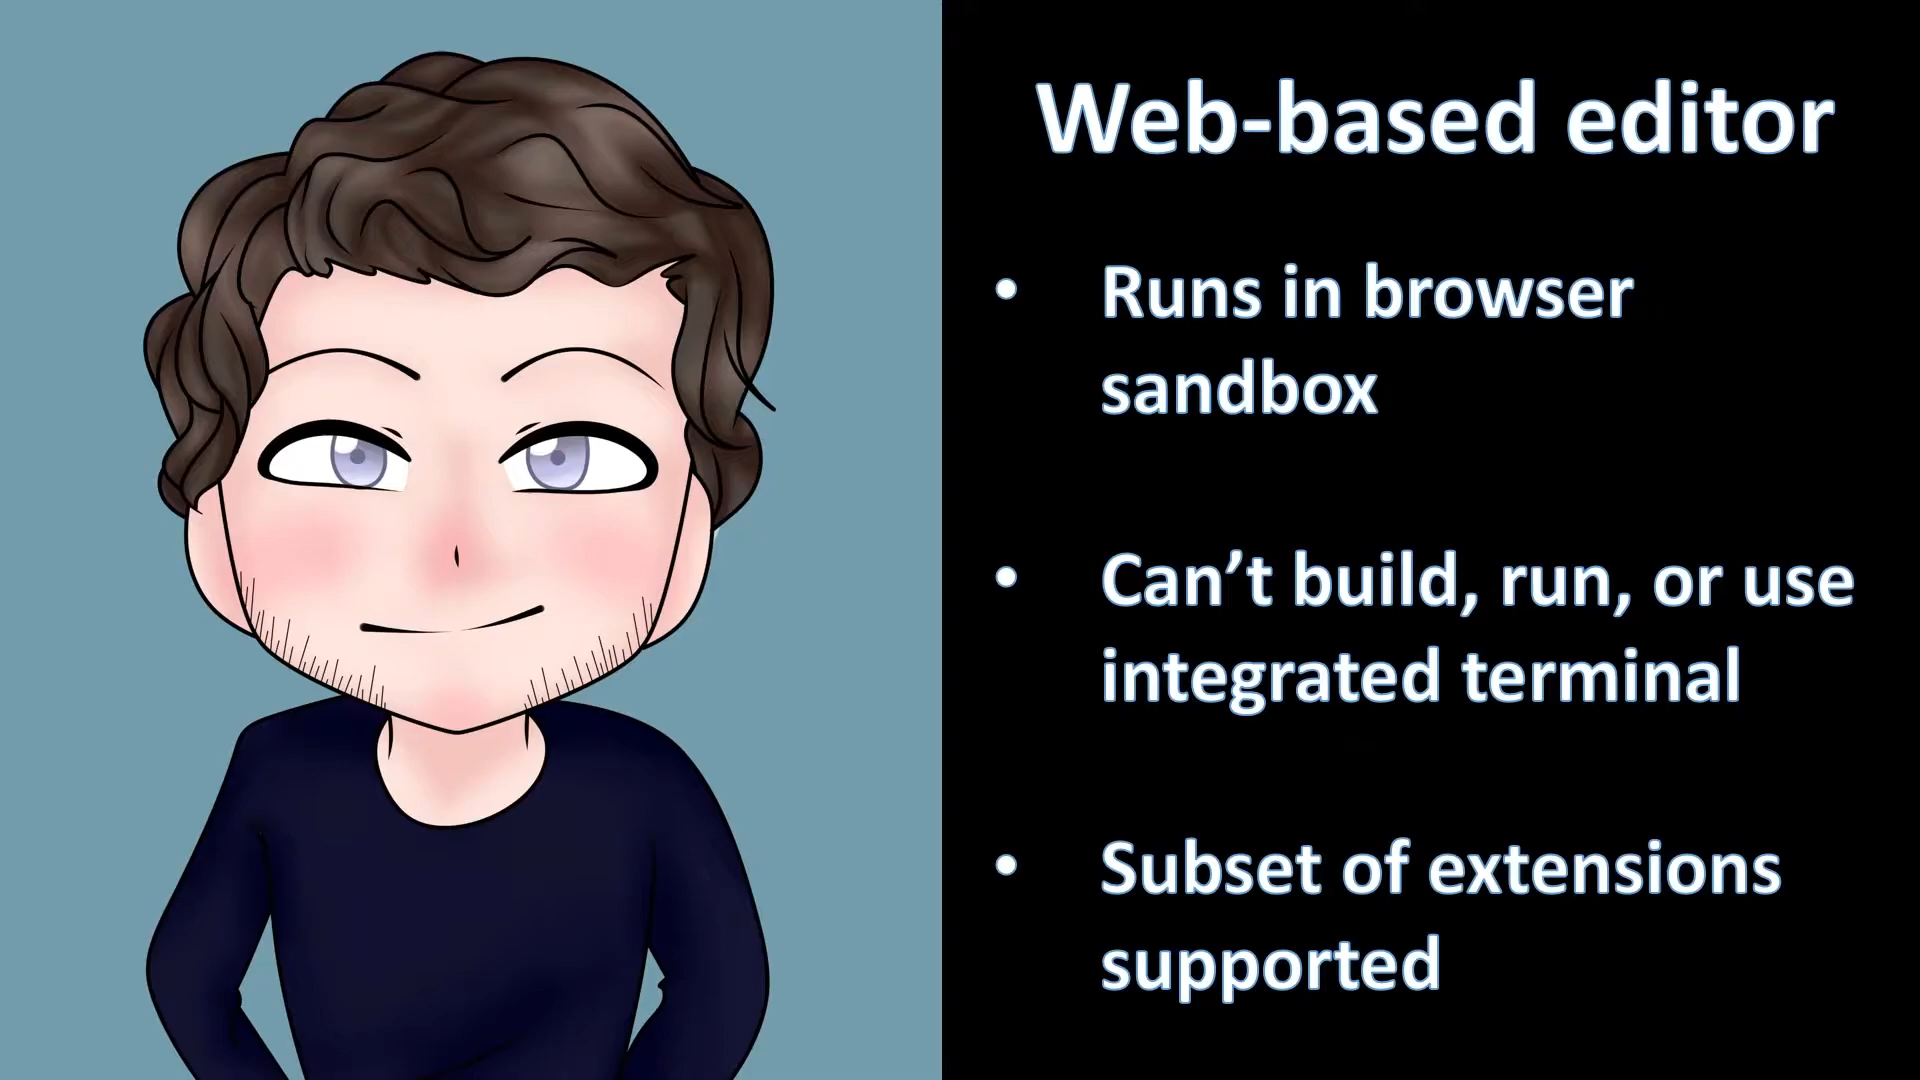 Web-based editor
• Runs in browser
sandbox
• Can’t build, run, or use
integrated terminal
• Subset of extensions
supported